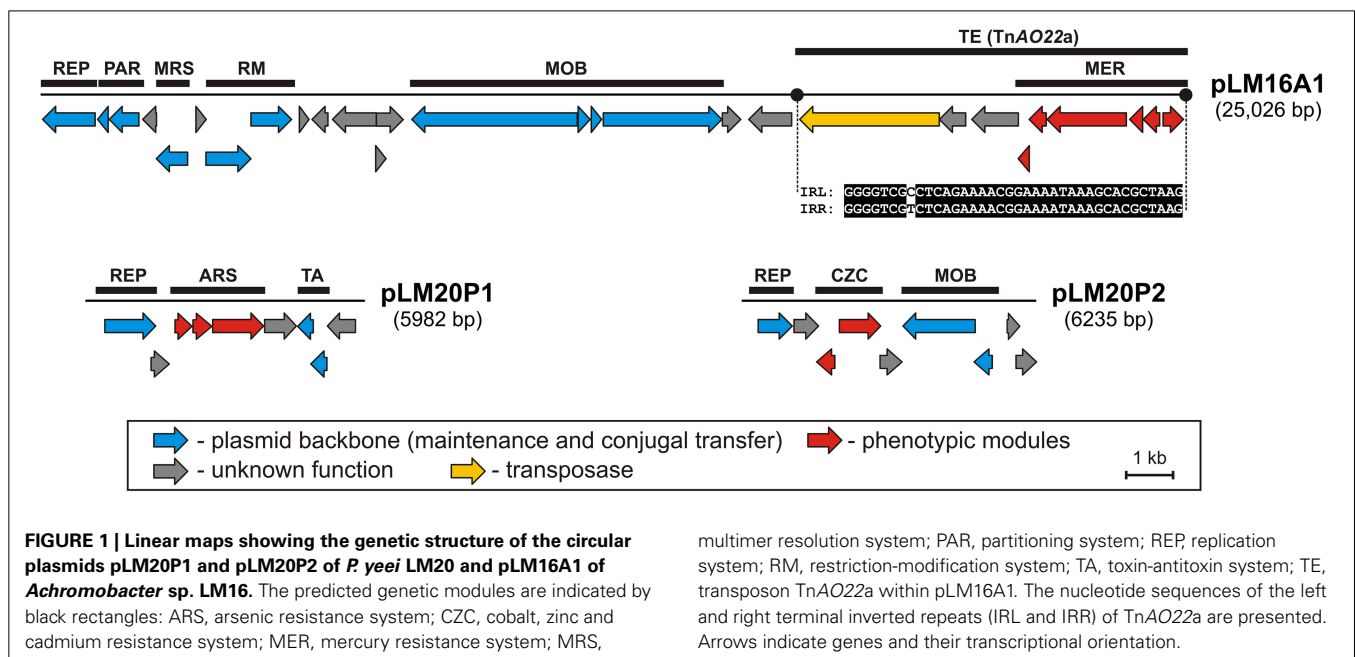 TE (TnAO22a)
REP PAR MRS RM MOB MER
pLM16A1
(25,026 bp)
IRL: GGGGTCGCCTCAGAAAACGGAAAATAAAGCACGCTAAG
IRR: GGGGTCGTCTCAGAAAACGGAAAATAAAGCACGCTAAG
REP ARS TA
pLM20P1
(5982 bp)
REP CZC MOB
pLM20P2
(6235 bp)
- plasmid backbone (maintenance and conjugal transfer) - phenotypic modules
- unknown function - transposase
1 kb
FIGURE 1 | Linear maps showing the genetic structure of the circular
plasmids pLM20P1 and pLM20P2 of P. yeei LM20 and pLM16A1 of
Achromobacter sp. LM16. The predicted genetic modules are indicated by
black rectangles: ARS, arsenic resistance system; CZC, cobalt, zinc and
cadmium resistance system; MER, mercury resistance system; MRS,
multimer resolution system; PAR, partitioning system; REP, replication
system; RM, restriction-modification system; TA, toxin-antitoxin system; TE,
transposon TnAO22a within pLM16A1. The nucleotide sequences of the left
and right terminal inverted repeats (IRL and IRR) of TnAO22a are presented.
Arrows indicate genes and their transcriptional orientation.